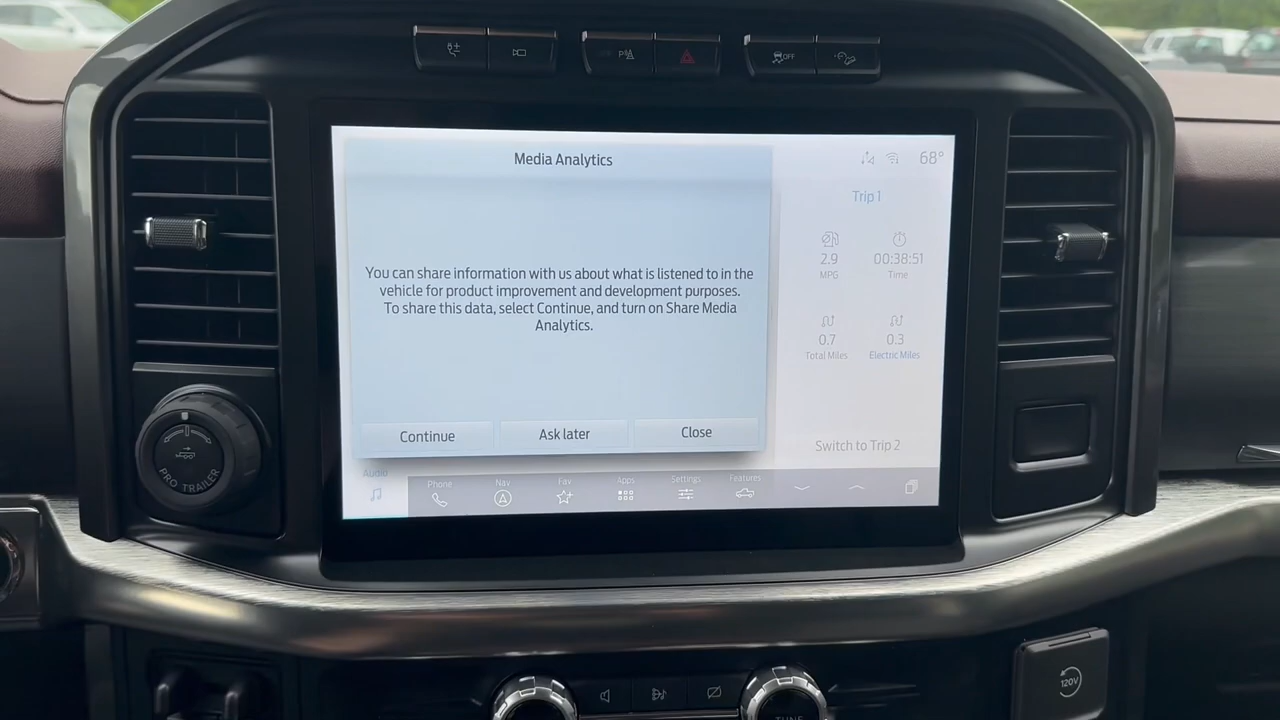 OFF
Media Analytics
68°
Trip 1
You can share information with us about what is listened to in the
vehicle for product improvement and development purposes.
To share this data, select Continue, and turn on Share Media
Analytics.
2.9
MPG
00:38:51
Time
0.7
Total Miles
0.3
Electric Miles
Continue
Ask later
Close
Switch to Trip 2
Audio
Phone
Nav
Fav
Apps
Settings
Features
PRO TRAILER
120V
TUNE